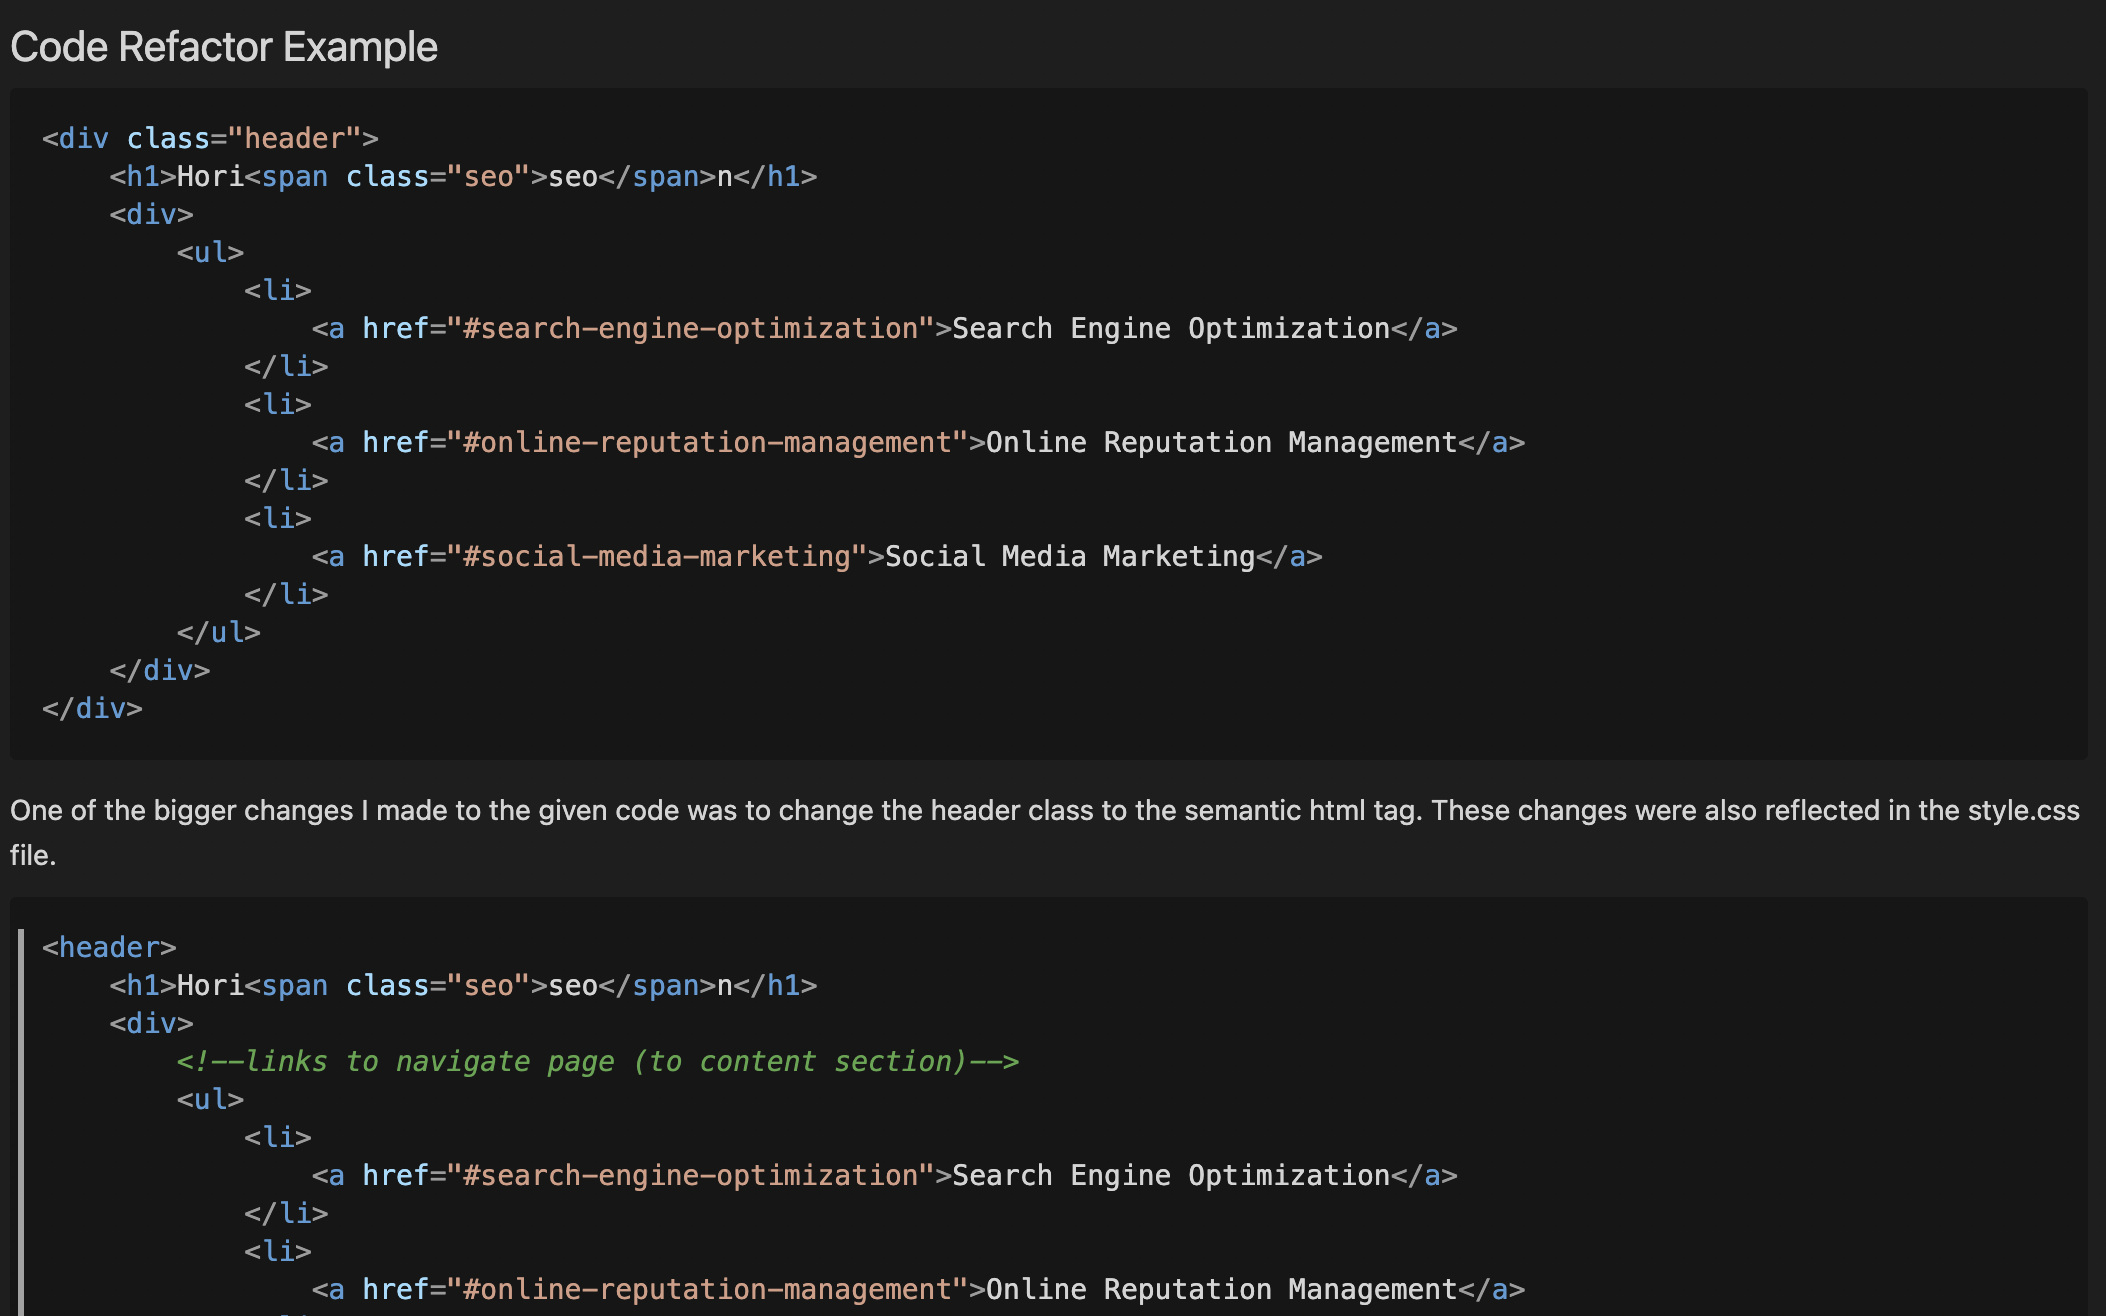 Code Refactor Example
<div class="header">
    <h1>Hori<span class="seo">seo</span>n</h1>
    <div>
        <ul>
            <li>
                <a href="#search-engine-optimization">Search Engine Optimization</a>
            </li>
            <li>
                <a href="#online-reputation-management">Online Reputation Management</a>
            </li>
            <li>
                <a href="#social-media-marketing">Social Media Marketing</a>
            </li>
        </ul>
    </div>
</div>
One of the bigger changes I made to the given code was to change the header class to the semantic html tag. These changes were also reflected in the style.css
file.
<header>
    <h1>Hori<span class="seo">seo</span>n</h1>
    <div>
        <!--links to navigate page (to content section)-->
        <ul>
            <li>
                <a href="#search-engine-optimization">Search Engine Optimization</a>
            </li>
            <li>
                <a href="#online-reputation-management">Online Reputation Management</a>